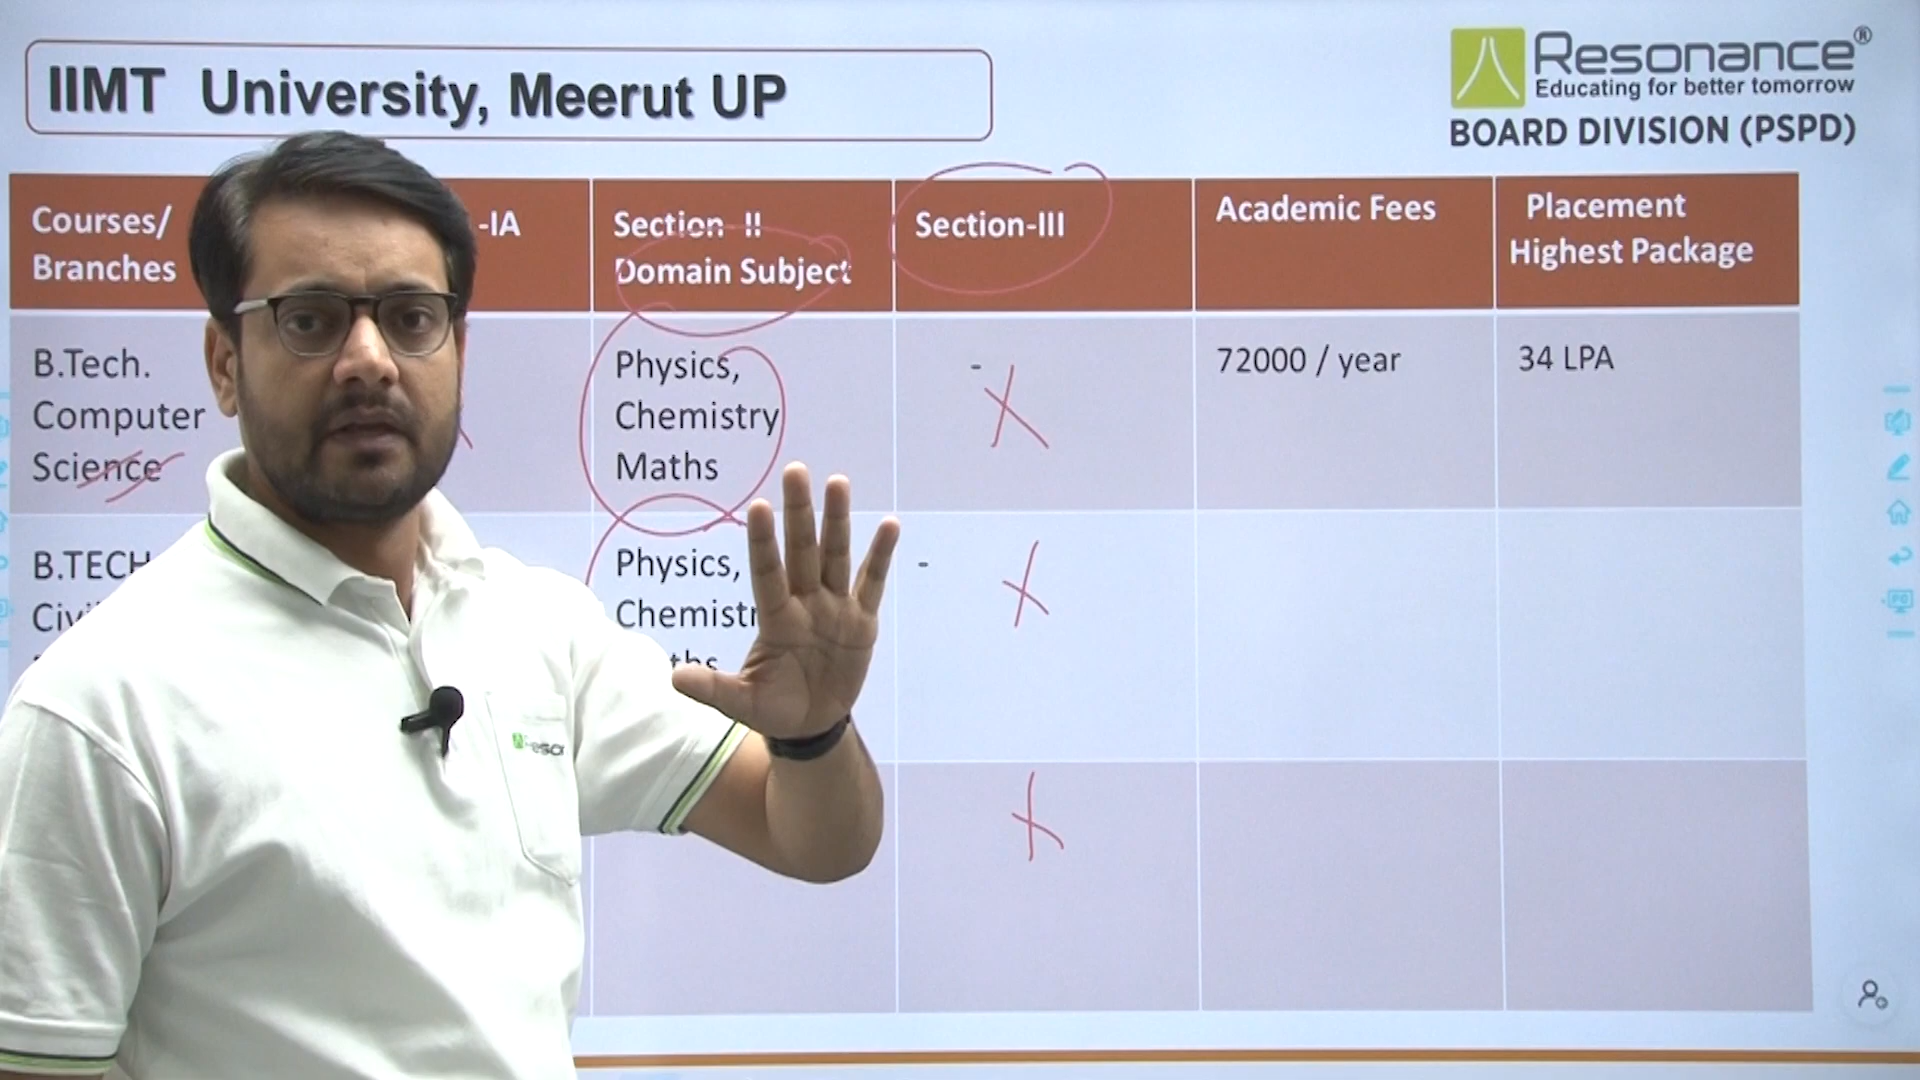 IIMT University, Meerut UP
Resonance®
Educating for better tomorrow
BOARD DIVISION (PSPD)
Courses/
Branches
-IA
Section-II
Domain Subject
Section-III
Academic Fees
Placement
Highest Package
B.Tech.
Computer
Science
Physics,
Chemistry
Maths
-
72000 / year
34 LPA
B.TECH
Physics,
-